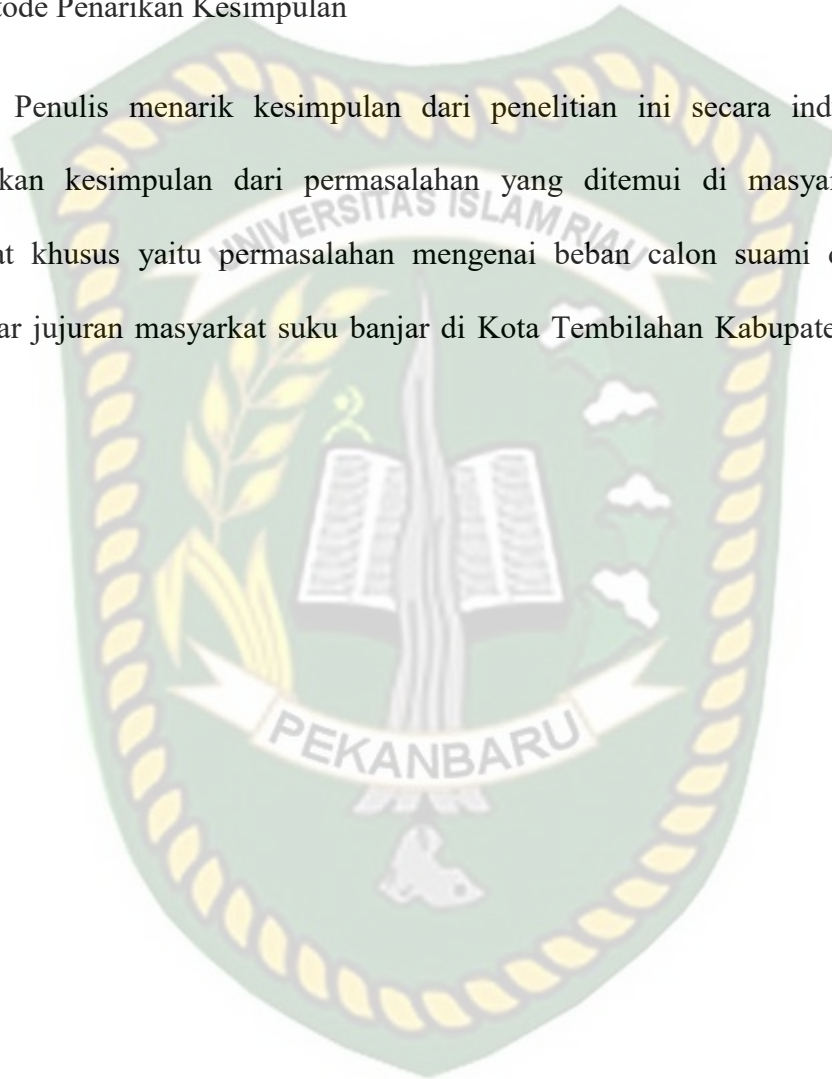 tode Penarikan Kesimpulan
Penulis menarik kesimpulan dari penelitian ini secara ind
kan kesimpulan dari permasalahan yang ditemui di masya
at khusus yaitu permasalahan mengenai beban calon suami
ar jujuran masyarkat suku banjar di Kota Tembilahan Kabupate
UNIVERSITAS ISLAM RIAU
PEKANBARU